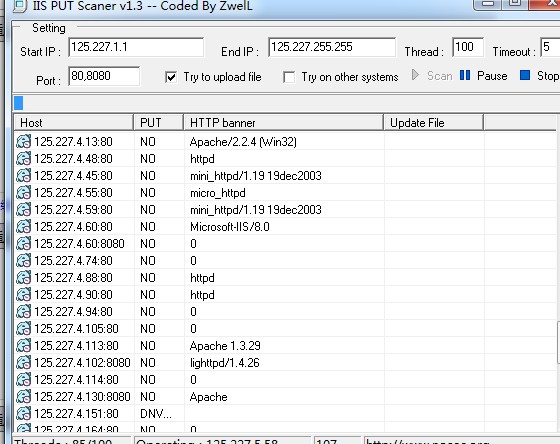 IIS PUT Scaner v1.3 -- Coded By ZwelL
Setting
Start IP : 125.227.1.1 End IP : 125.227.255.255 Thread : 100 Timeout : 5
Port : 80,8080 Try to upload file Try on other systems Scan Pause Stop
Host PUT HTTP banner Update File
125.227.4.13:80 NO Apache/2.2.4 (Win32)
125.227.4.48:80 NO httpd
125.227.4.45:80 NO mini_httpd/1.19 19dec2003
125.227.4.55:80 NO micro_httpd
125.227.4.59:80 NO mini_httpd/1.19 19dec2003
125.227.4.60:80 NO Microsoft-IIS/8.0
125.227.4.60:8080 NO 0
125.227.4.74:80 NO 0
125.227.4.88:80 NO httpd
125.227.4.90:80 NO httpd
125.227.4.94:80 NO 0
125.227.4.105:80 NO 0
125.227.4.113:80 NO Apache 1.3.29
125.227.4.102:8080 NO lighttpd/1.4.26
125.227.4.114:80 NO 0
125.227.4.130:8080 NO Apache
125.227.4.151:80 DNV...
125.227.4.164:80 NO 0
Threads : 85/100 Operating : 125.227.5.58 107